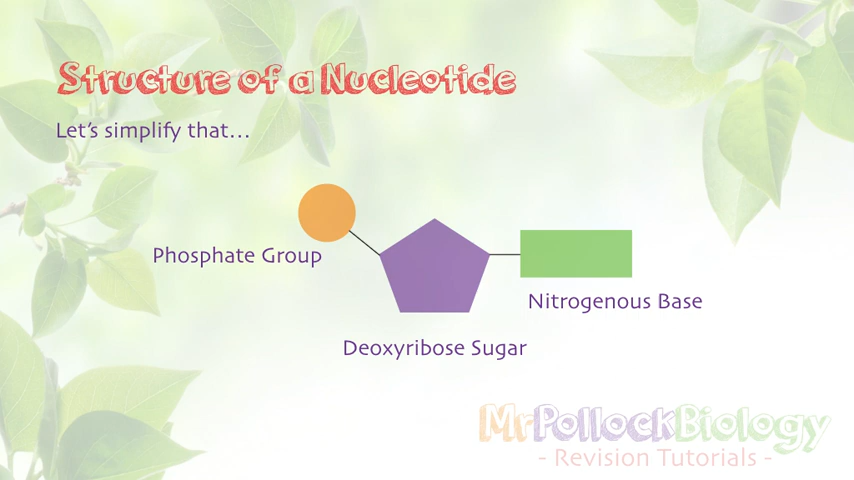 Structure of a Nucleotide
Let's simplify that...
Phosphate Group
Nitrogenous Base
Deoxyribose Sugar
MrPollockBiology
- Revision Tutorials -